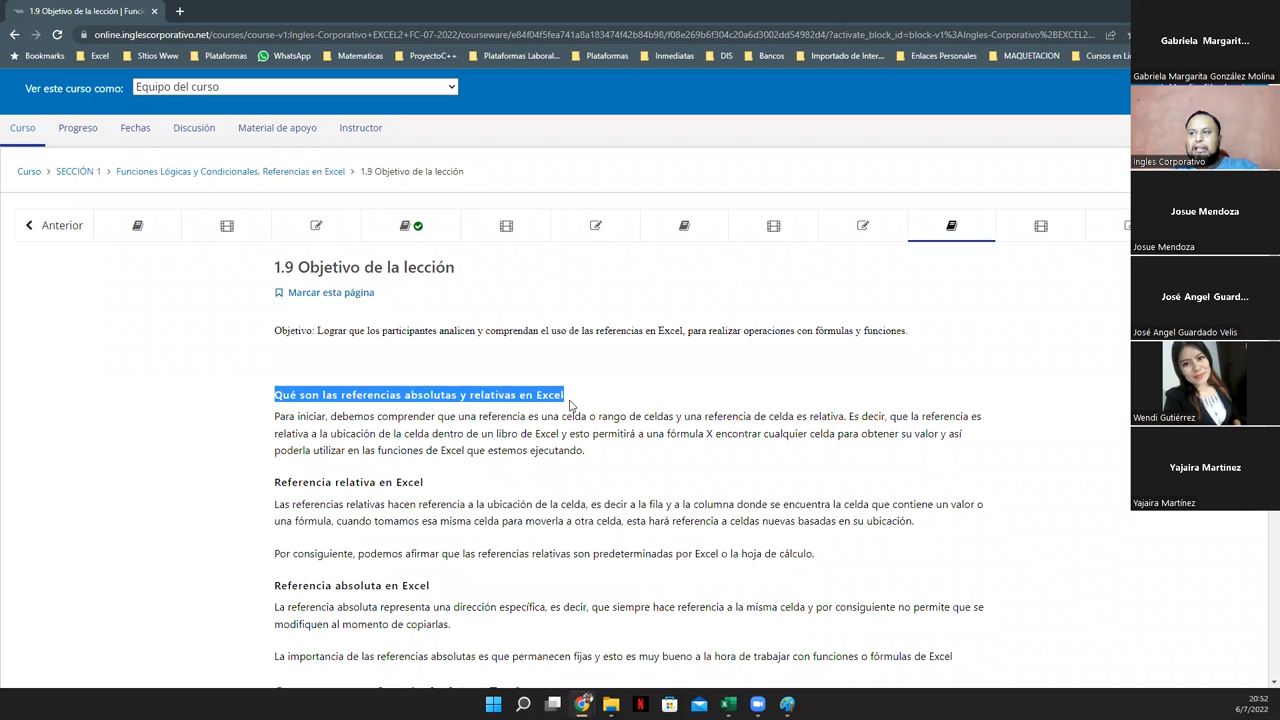 1.9 Objetivo de la lección | Func
online.inglescorporativo.net/courses/course-v1:Ingles-Corporativo+EXCEL2+FC-07-2022/courseware/e84f04f5fea741a8a183474f42b84b98/f08e269b6f304c20a6d3002dd54982d4/?activate_block_id=block-v1%3AIngles-Corporativo%2BEXCEL2...
Bookmarks
Excel
Sitios Www
Plataformas
WhatsApp
Matematicas
ProyectoC++
Plataformas Laboral...
Plataformas
Inmediatas
DIS
Bancos
Importado de Inter...
Enlaces Personales
MAQUETACION
Cursos en Lin
Ver este curso como:
Equipo del curso
Curso
Progreso
Fechas
Discusión
Material de apoyo
Instructor
Curso > SECCIÓN 1 > Funciones Lógicas y Condicionales. Referencias en Excel > 1.9 Objetivo de la lección
Anterior
1.9 Objetivo de la lección
Marcar esta página
Objetivo: Lograr que los participantes analicen y comprendan el uso de las referencias en Excel, para realizar operaciones con fórmulas y funciones.
Qué son las referencias absolutas y relativas en Excel
Para iniciar, debemos comprender que una referencia es una celda o rango de celdas y una referencia de celda es relativa. Es decir, que la referencia es
relativa a la ubicación de la celda dentro de un libro de Excel y esto permitirá a una fórmula X encontrar cualquier celda para obtener su valor y así
poderla utilizar en las funciones de Excel que estemos ejecutando.
Referencia relativa en Excel
Las referencias relativas hacen referencia a la ubicación de la celda, es decir a la fila y a la columna donde se encuentra la celda que contiene un valor o
una fórmula, cuando tomamos esa misma celda para moverla a otra celda, esta hará referencia a celdas nuevas basadas en su ubicación.
Por consiguiente, podemos afirmar que las referencias relativas son predeterminadas por Excel o la hoja de cálculo.
Referencia absoluta en Excel
La referencia absoluta representa una dirección específica, es decir, que siempre hace referencia a la misma celda y por consiguiente no permite que se
modifiquen al momento de copiarlas.
La importancia de las referencias absolutas es que permanecen fijas y esto es muy bueno a la hora de trabajar con funciones o fórmulas de Excel
Gabriela Margarit...
Gabriela Margarita González Molina
Ingles Corporativo
Josue Mendoza
Josue Mendoza
José Angel Guard...
José Angel Guardado Velis
Wendi Gutiérrez
Yajaira Martínez
Yajaira Martínez
20:52
6/7/2022